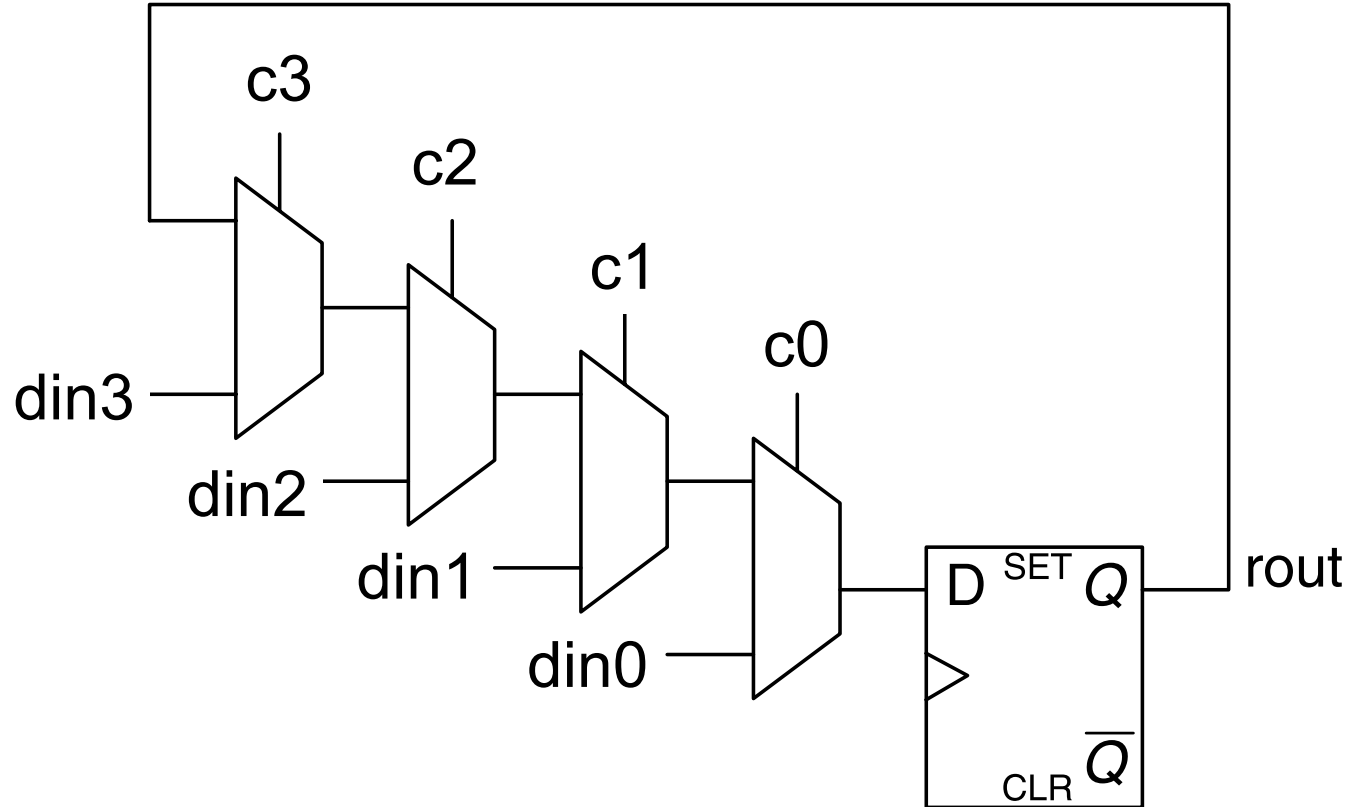 c3
c2
c1
c0
din3
din2
din1
din0
D SET Q
rout
CLR Q̅